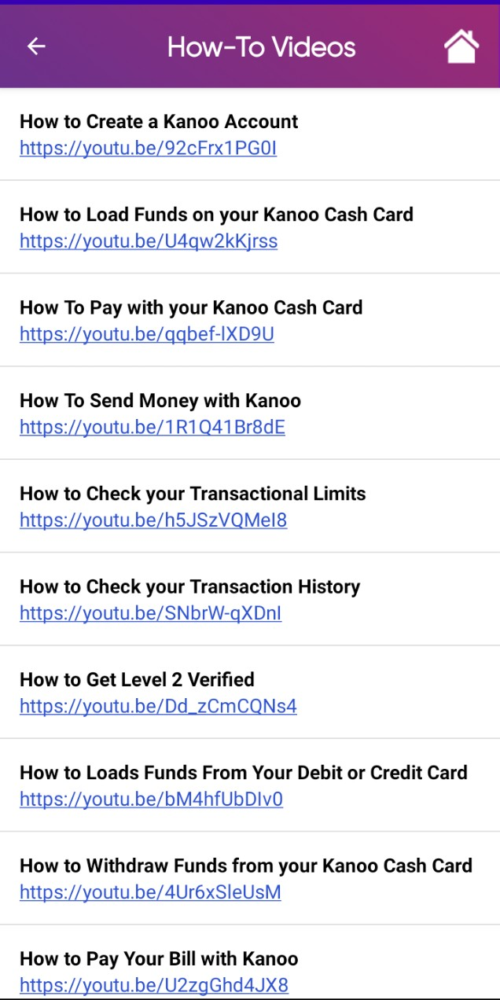 How-To Videos
How to Create a Kanoo Account
https://youtu.be/92cFrx1PG0I
How to Load Funds on your Kanoo Cash Card
https://youtu.be/U4qw2kKjrss
How To Pay with your Kanoo Cash Card
https://youtu.be/qqbef-lXD9U
How To Send Money with Kanoo
https://youtu.be/1R1Q41Br8dE
How to Check your Transactional Limits
https://youtu.be/h5JSzVQMeI8
How to Check your Transaction History
https://youtu.be/SNbrW-qXDnI
How to Get Level 2 Verified
https://youtu.be/Dd_zCmCQNs4
How to Loads Funds From Your Debit or Credit Card
https://youtu.be/bM4hfUbDIv0
How to Withdraw Funds from your Kanoo Cash Card
https://youtu.be/4Ur6xSleUsM
How to Pay Your Bill with Kanoo
https://youtu.be/U2zgGhd4JX8